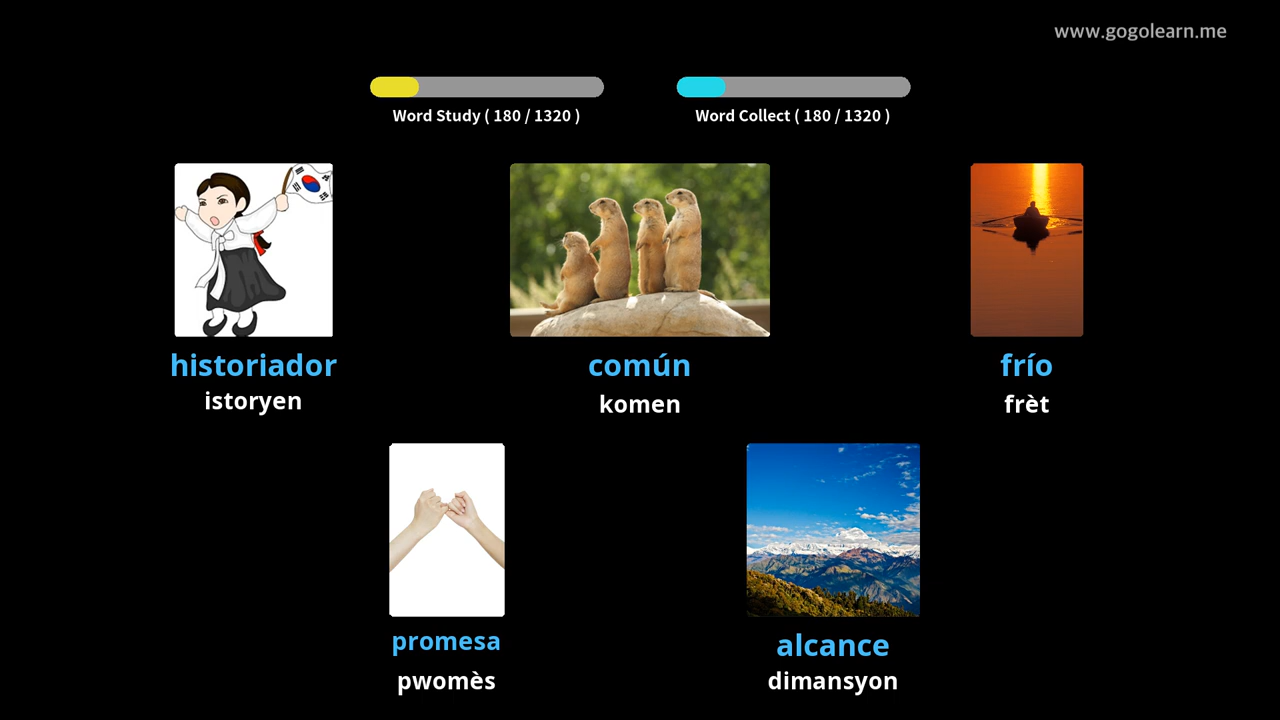 www.gogolearn.me
Word Study ( 180 / 1320 )
Word Collect ( 180 / 1320 )
historiador
istoryen
común
komen
frío
frèt
promesa
pwomès
alcance
dimansyon